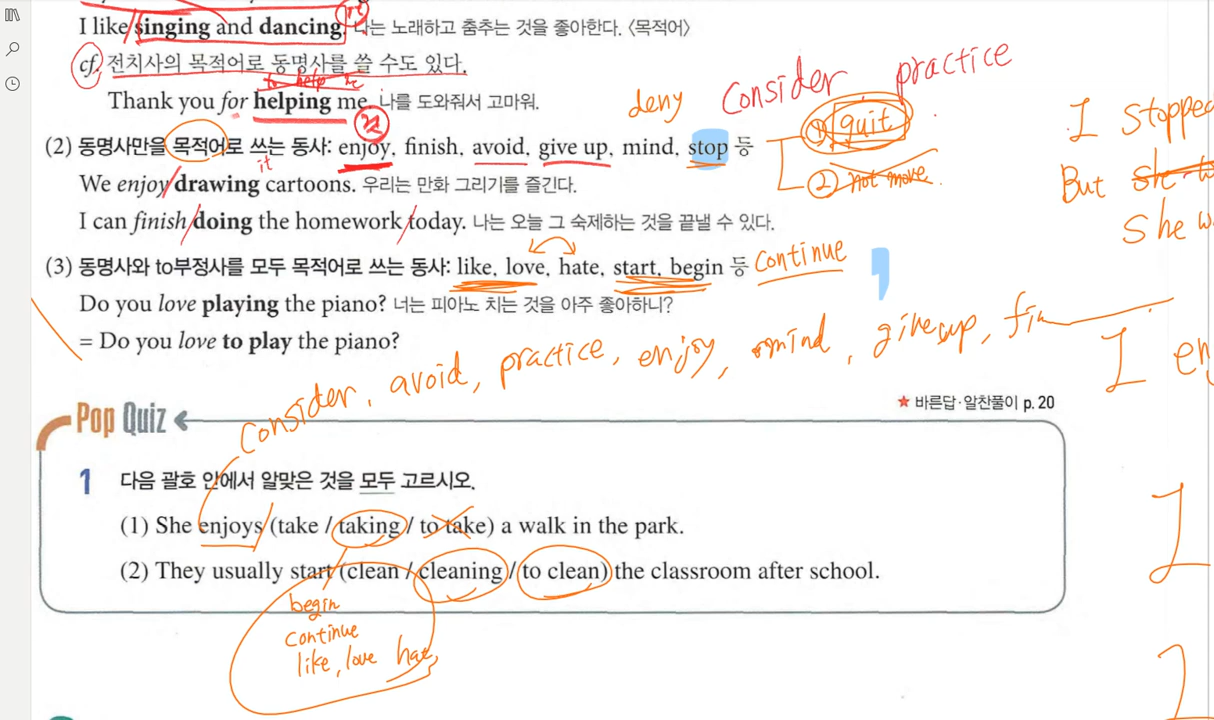 I like singing and dancing. 나는 노래하고 춤추는 것을 좋아한다. <목적어>
cf. 전치사의 목적어로 동명사를 쓸 수도 있다.
to help
Thank you for helping me. 나를 도와줘서 고마워.
deny Consider practice
① quit
I stopped
(2) 동명사만을 목적어로 쓰는 동사: enjoy, finish, avoid, give up, mind, stop 등
it
② not move
But she to
We enjoy drawing cartoons. 우리는 만화 그리기를 즐긴다.
I can finish doing the homework today. 나는 오늘 그 숙제하는 것을 끝낼 수 있다.
She w
(3) 동명사와 to부정사를 모두 목적어로 쓰는 동사: like, love, hate, start, begin 등 continue
,
Do you love playing the piano? 너는 피아노 치는 것을 아주 좋아하니?
= Do you love to play the piano?
Consider, avoid, practice, enjoy, mind, give up, fin
I en
Pop Quiz
★ 바른답·알찬풀이 p. 20
1 다음 괄호 안에서 알맞은 것을 모두 고르시오.
(1) She enjoys (take / taking / to take) a walk in the park.
I
(2) They usually start (clean / cleaning / to clean) the classroom after school.
begin
continue
like, love hate,